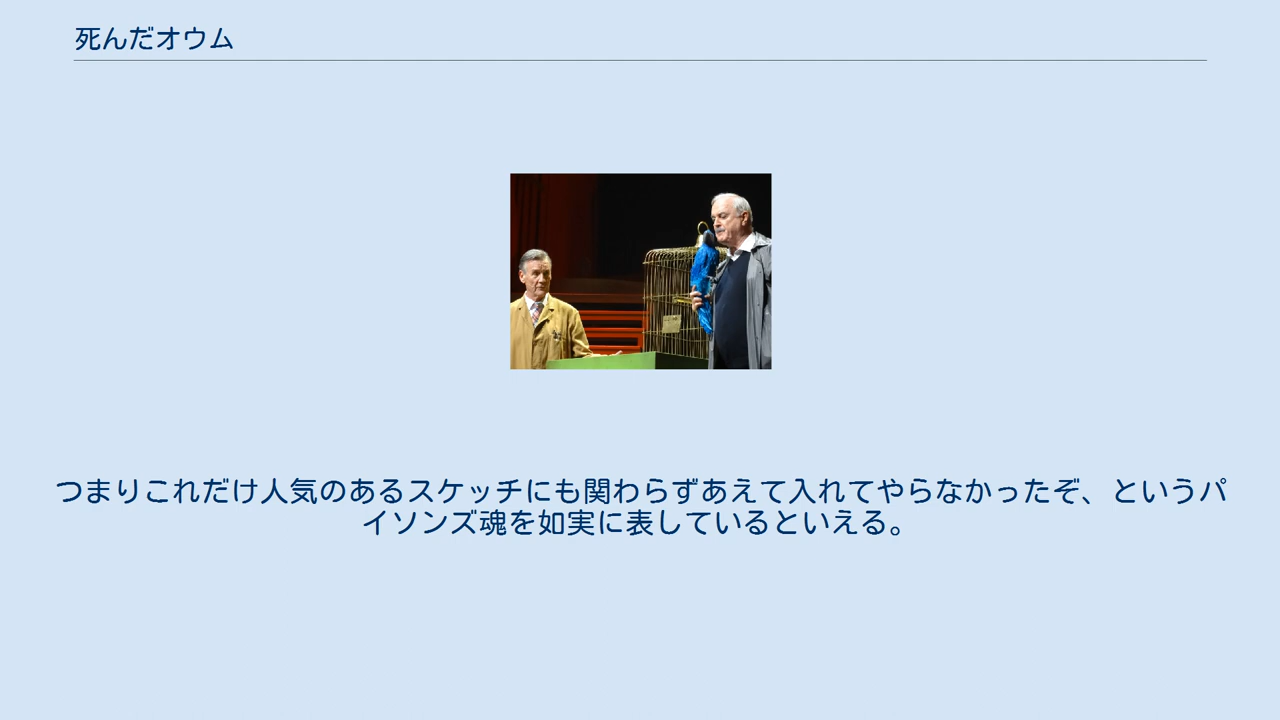 死んだオウム
つまりこれだけ人気のあるスケッチにも関わらずあえて入れてやらなかったぞ、というパ
イソンズ魂を如実に表しているといえる。